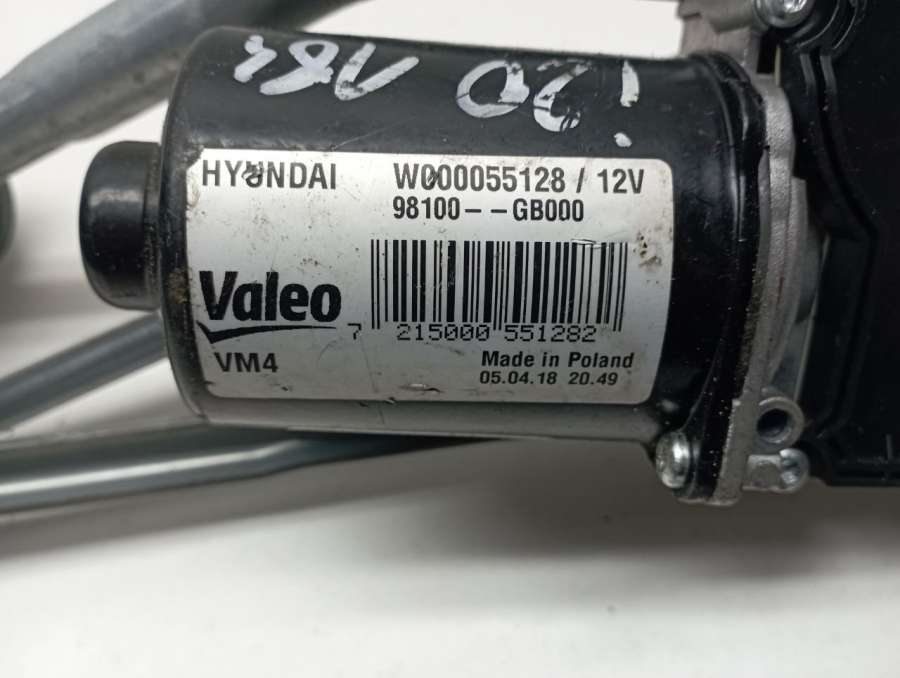 i20 184
HYUNDAI W000055128 / 12V
98100--GB000
Valeo
7 215000 551282
VM4 Made in Poland
05.04.18 20.49